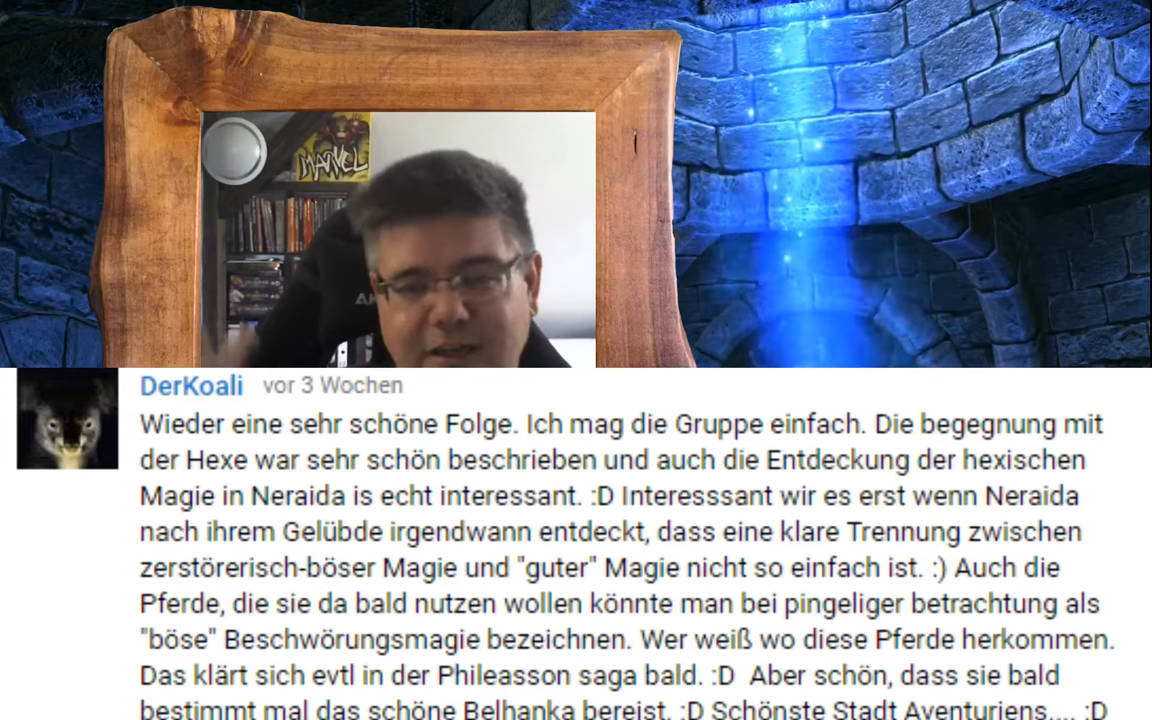 MARVEL
AK
DerKoali vor 3 Wochen
Wieder eine sehr schöne Folge. Ich mag die Gruppe einfach. Die begegnung mit
der Hexe war sehr schön beschrieben und auch die Entdeckung der hexischen
Magie in Neraida is echt interessant. :D Interesssant wir es erst wenn Neraida
nach ihrem Gelübde irgendwann entdeckt, dass eine klare Trennung zwischen
zerstörerisch-böser Magie und "guter" Magie nicht so einfach ist. :) Auch die
Pferde, die sie da bald nutzen wollen könnte man bei pingeliger betrachtung als
"böse" Beschwörungsmagie bezeichnen. Wer weiß wo diese Pferde herkommen.
Das klärt sich evtl in der Phileasson saga bald. :D Aber schön, dass sie bald
bestimmt mal das schöne Belhanka bereist. :D Schönste Stadt Aventuriens.... :D